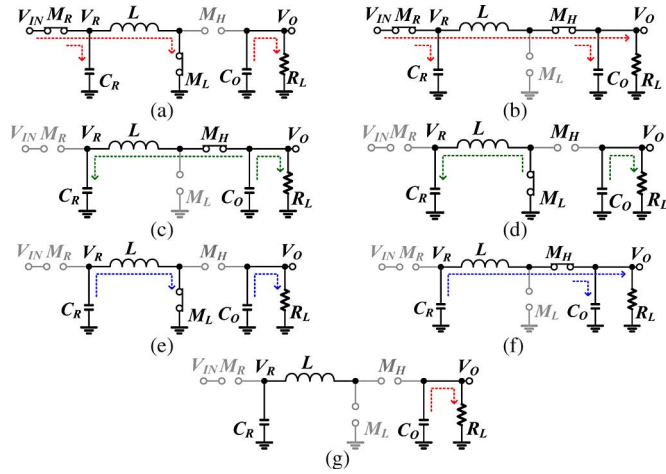 V_IN M_R V_R L M_H V_O
C_R M_L C_O R_L
(a)
V_IN M_R V_R L M_H V_O
C_R M_L C_O R_L
(b)
V_IN M_R V_R L M_H V_O
C_R M_L C_O R_L
(c)
V_IN M_R V_R L M_H V_O
C_R M_L C_O R_L
(d)
V_IN M_R V_R L M_H V_O
C_R M_L C_O R_L
(e)
V_IN M_R V_R L M_H V_O
C_R M_L C_O R_L
(f)
V_IN M_R V_R L M_H V_O
C_R M_L C_O R_L
(g)